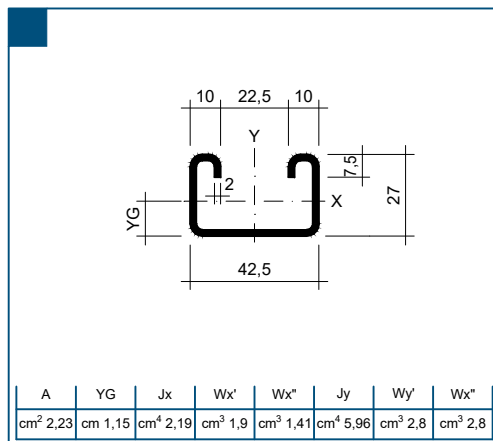 10 22,5 10
Y
7,5
2
X
27
YG
42,5
A YG Jx Wx' Wx" Jy Wy' Wx"
cm² 2,23 cm 1,15 cm⁴ 2,19 cm³ 1,9 cm³ 1,41 cm⁴ 5,96 cm³ 2,8 cm³ 2,8